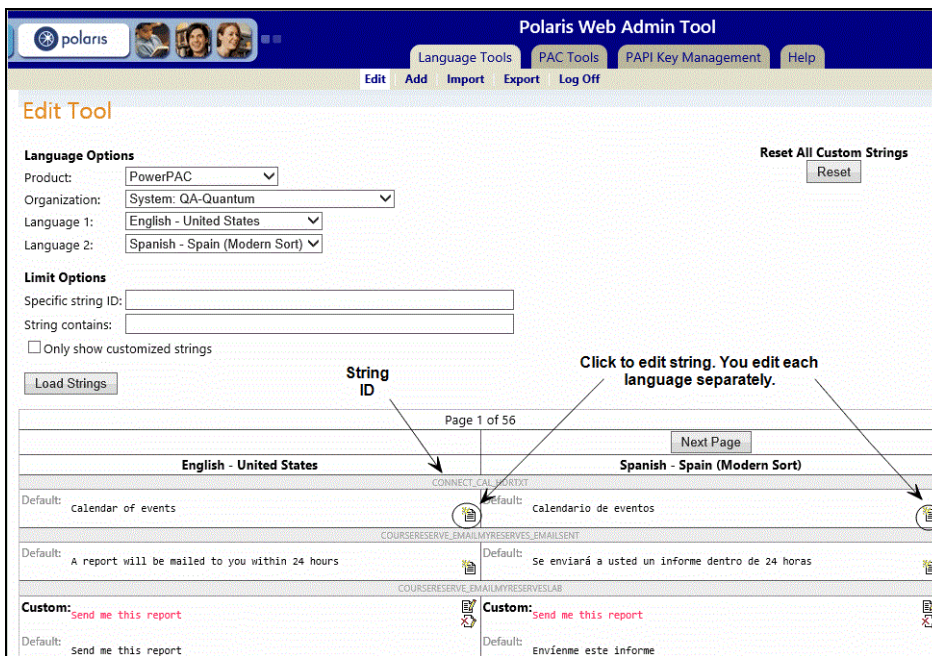 polaris
Polaris Web Admin Tool
Language Tools PAC Tools PAPI Key Management Help
Edit Add Import Export Log Off
Edit Tool
Language Options
Reset All Custom Strings
Product: PowerPAC
Reset
Organization: System: QA-Quantum
Language 1: English - United States
Language 2: Spanish - Spain (Modern Sort)
Limit Options
Specific string ID:
String contains:
Only show customized strings
Load Strings
String
ID
Click to edit string. You edit each
language separately.
Page 1 of 56
Next Page
English - United States Spanish - Spain (Modern Sort)
CONNECT_CAL_HDRTXT
Default: Calendar of events Default: Calendario de eventos
COURSERESERVE_EMAILMYRESERVES_EMAILSENT
Default: A report will be mailed to you within 24 hours Default: Se enviará a usted un informe dentro de 24 horas
COURSERESERVE_EMAILMYRESERVESLAB
Custom: Send me this report Custom: Send me this report
Default: Send me this report Default: Envíenme este informe